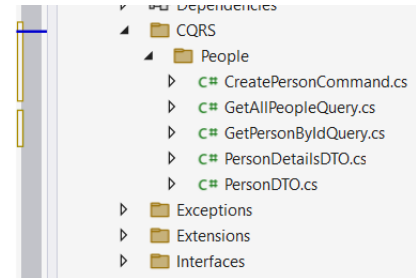 Dependencies
CQRS
People
C# CreatePersonCommand.cs
C# GetAllPeopleQuery.cs
C# GetPersonByIdQuery.cs
C# PersonDetailsDTO.cs
C# PersonDTO.cs
Exceptions
Extensions
Interfaces